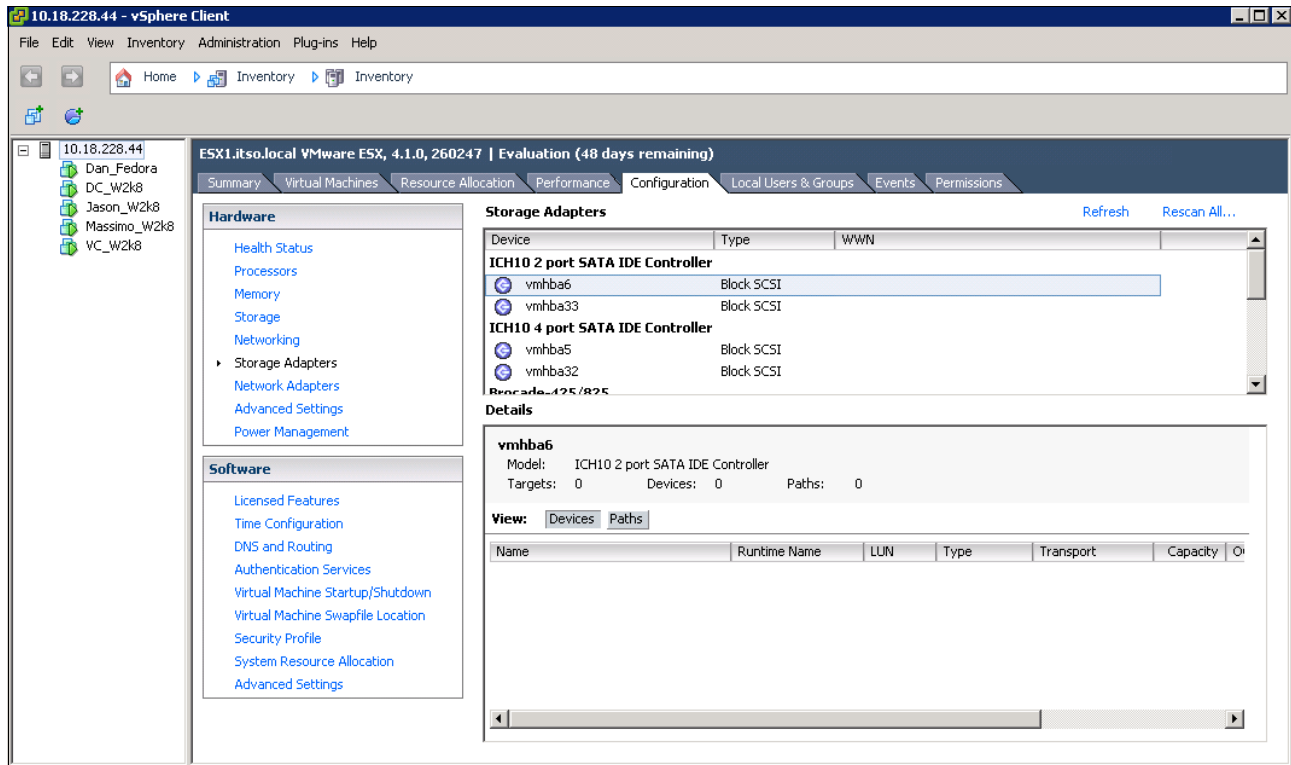 10.18.228.44 - vSphere Client
File Edit View Inventory Administration Plug-ins Help
Home Inventory Inventory
10.18.228.44
Dan_Fedora
DC_W2k8
Jason_W2k8
Massimo_W2k8
VC_W2k8
ESX1.itso.local VMware ESX, 4.1.0, 260247 | Evaluation (48 days remaining)
Summary Virtual Machines Resource Allocation Performance Configuration Local Users & Groups Events Permissions
Hardware
Health Status
Processors
Memory
Storage
Networking
Storage Adapters
Network Adapters
Advanced Settings
Power Management
Software
Licensed Features
Time Configuration
DNS and Routing
Authentication Services
Virtual Machine Startup/Shutdown
Virtual Machine Swapfile Location
Security Profile
System Resource Allocation
Advanced Settings
Storage Adapters Refresh Rescan All...
Device Type WWN
ICH10 2 port SATA IDE Controller
vmhba6 Block SCSI
vmhba33 Block SCSI
ICH10 4 port SATA IDE Controller
vmhba5 Block SCSI
vmhba32 Block SCSI
Brocade-425/825
Details
vmhba6
Model: ICH10 2 port SATA IDE Controller
Targets: 0 Devices: 0 Paths: 0
View: Devices Paths
Name Runtime Name LUN Type Transport Capacity